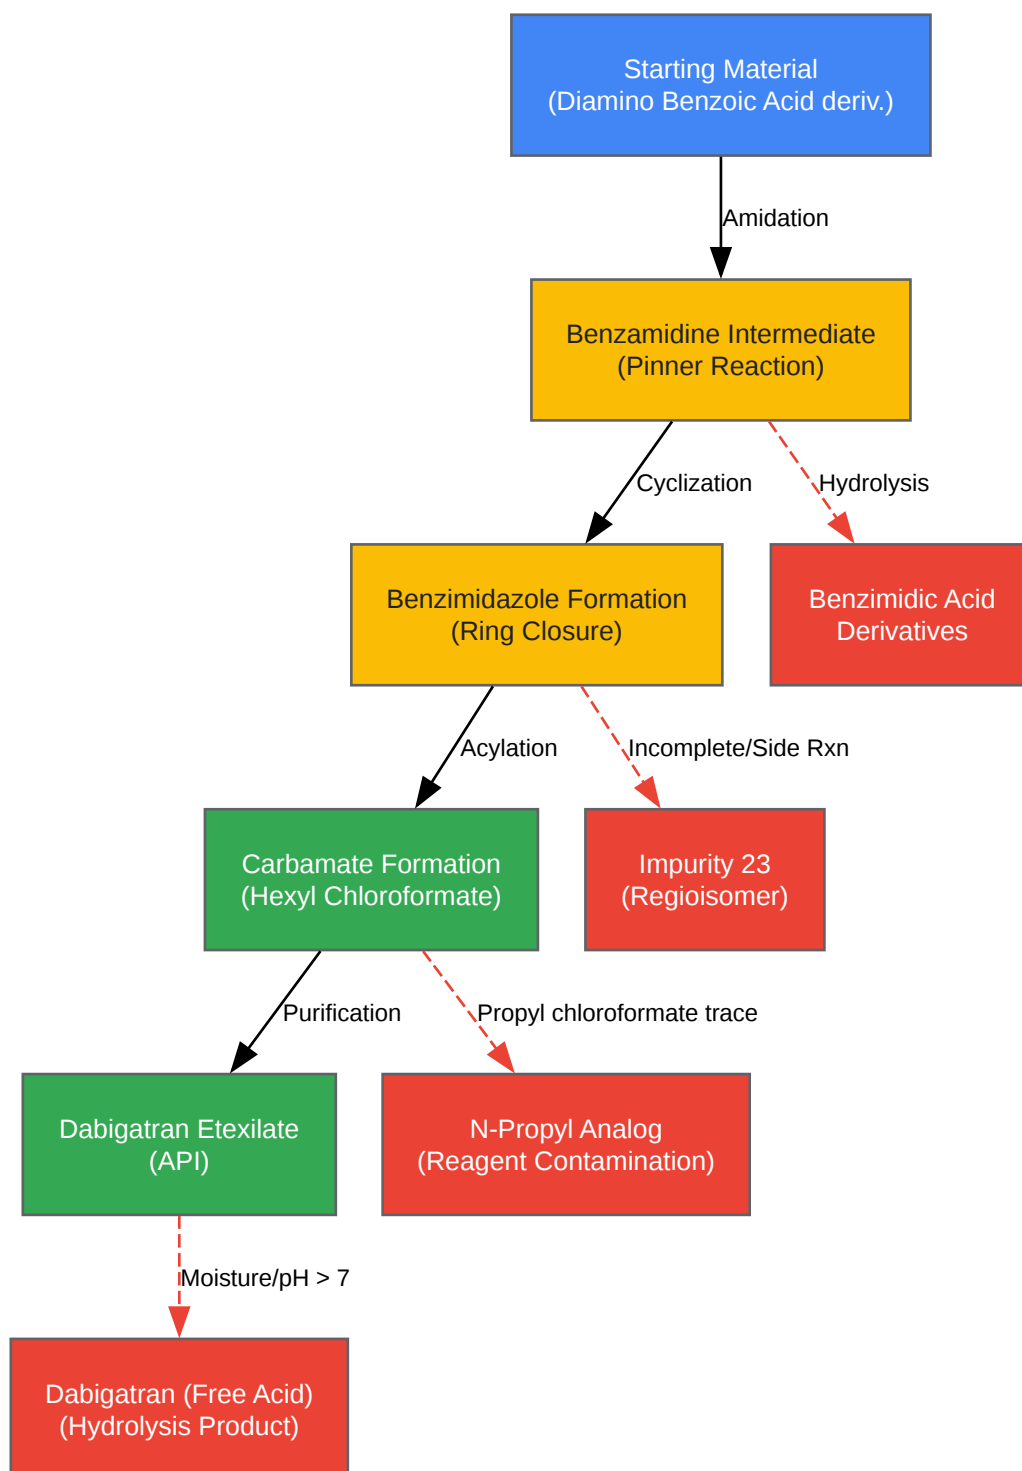 Starting Material
(Diamino Benzoic Acid deriv.)
Amidation
Benzamidine Intermediate
(Pinner Reaction)
Cyclization
Hydrolysis
Benzimidazole Formation
(Ring Closure)
Benzimidic Acid
Derivatives
Acylation
Incomplete/Side Rxn
Carbamate Formation
(Hexyl Chloroformate)
Impurity 23
(Regioisomer)
Purification
Propyl chloroformate trace
Dabigatran Etexilate
(API)
N-Propyl Analog
(Reagent Contamination)
Moisture/pH > 7
Dabigatran (Free Acid)
(Hydrolysis Product)